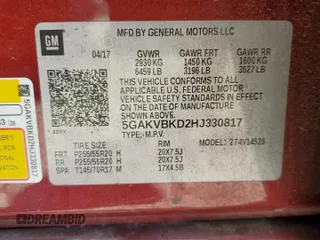 GM
MFD BY GENERAL MOTORS LLC
04/17 GVWR GAWR FRT GAWR RR
2930 KG 1450 KG 1600 KG
6459 LB 3196 LB 3527 LB
THIS VEHICLE CONFORMS TO ALL APPLICABLE
U.S. FEDERAL MOTOR
VEHICLE SAFETY AND
THEFT PREVENTION
STANDARDS IN EFFECT
ON THE DATE OF
MANUFACTURE SHOWN
ABOVE.
5GAKVBKD2HJ330817
TYPE: M.P.V.
MODEL: 274V14526
TIRE SIZE RIM
FRT P255/55R20 H 20X7.5J
RR P255/55R20 H 20X7.5J
SPA T145/70R17 M 17X4.5B
5GAKVBKD2HJ330817
DREAMBID